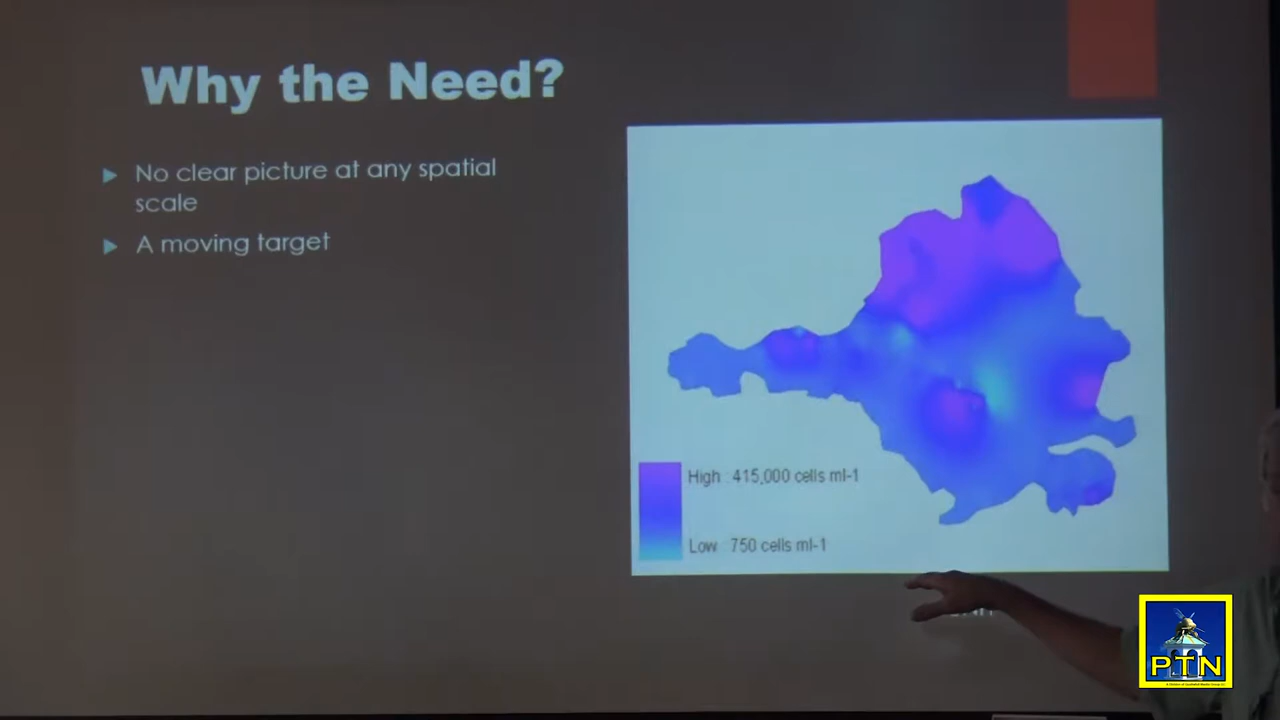 Why the Need?
No clear picture at any spatial
scale
A moving target
High : 415,000 cells ml-1
Low : 750 cells ml-1
PTN